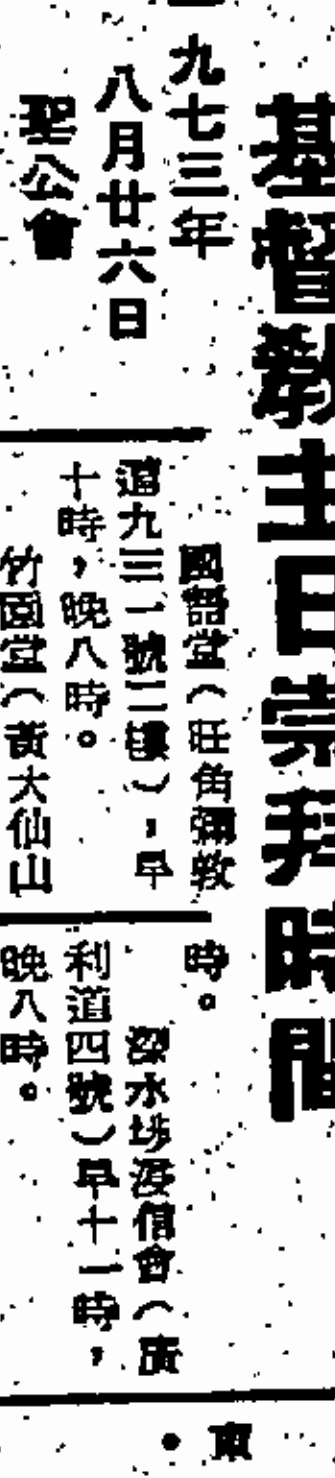 基督教主日崇拜時間
一九七三年
八月廿六日
聖公會
國語堂(旺角彌敦
道九三一號二樓),早
十時,晚八時。
竹園堂(黃大仙山
時。
深水埗浸信會(廣
利道四號)早十一時,
晚八時。